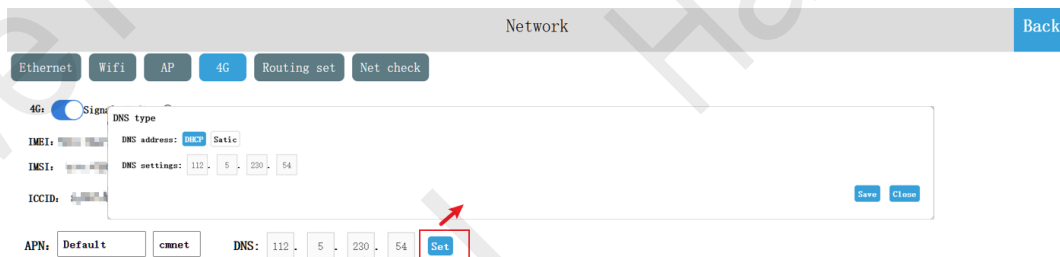 Network
Back
Ethernet Wifi AP 4G Routing set Net check
4G: Signa
DNS type
IMEI: DNS address: DHCP Satic
IMSI: DNS settings: 112. 5. 230. 54
ICCID: Save Close
APN: Default cmnet DNS: 112. 5. 230. 54 Set